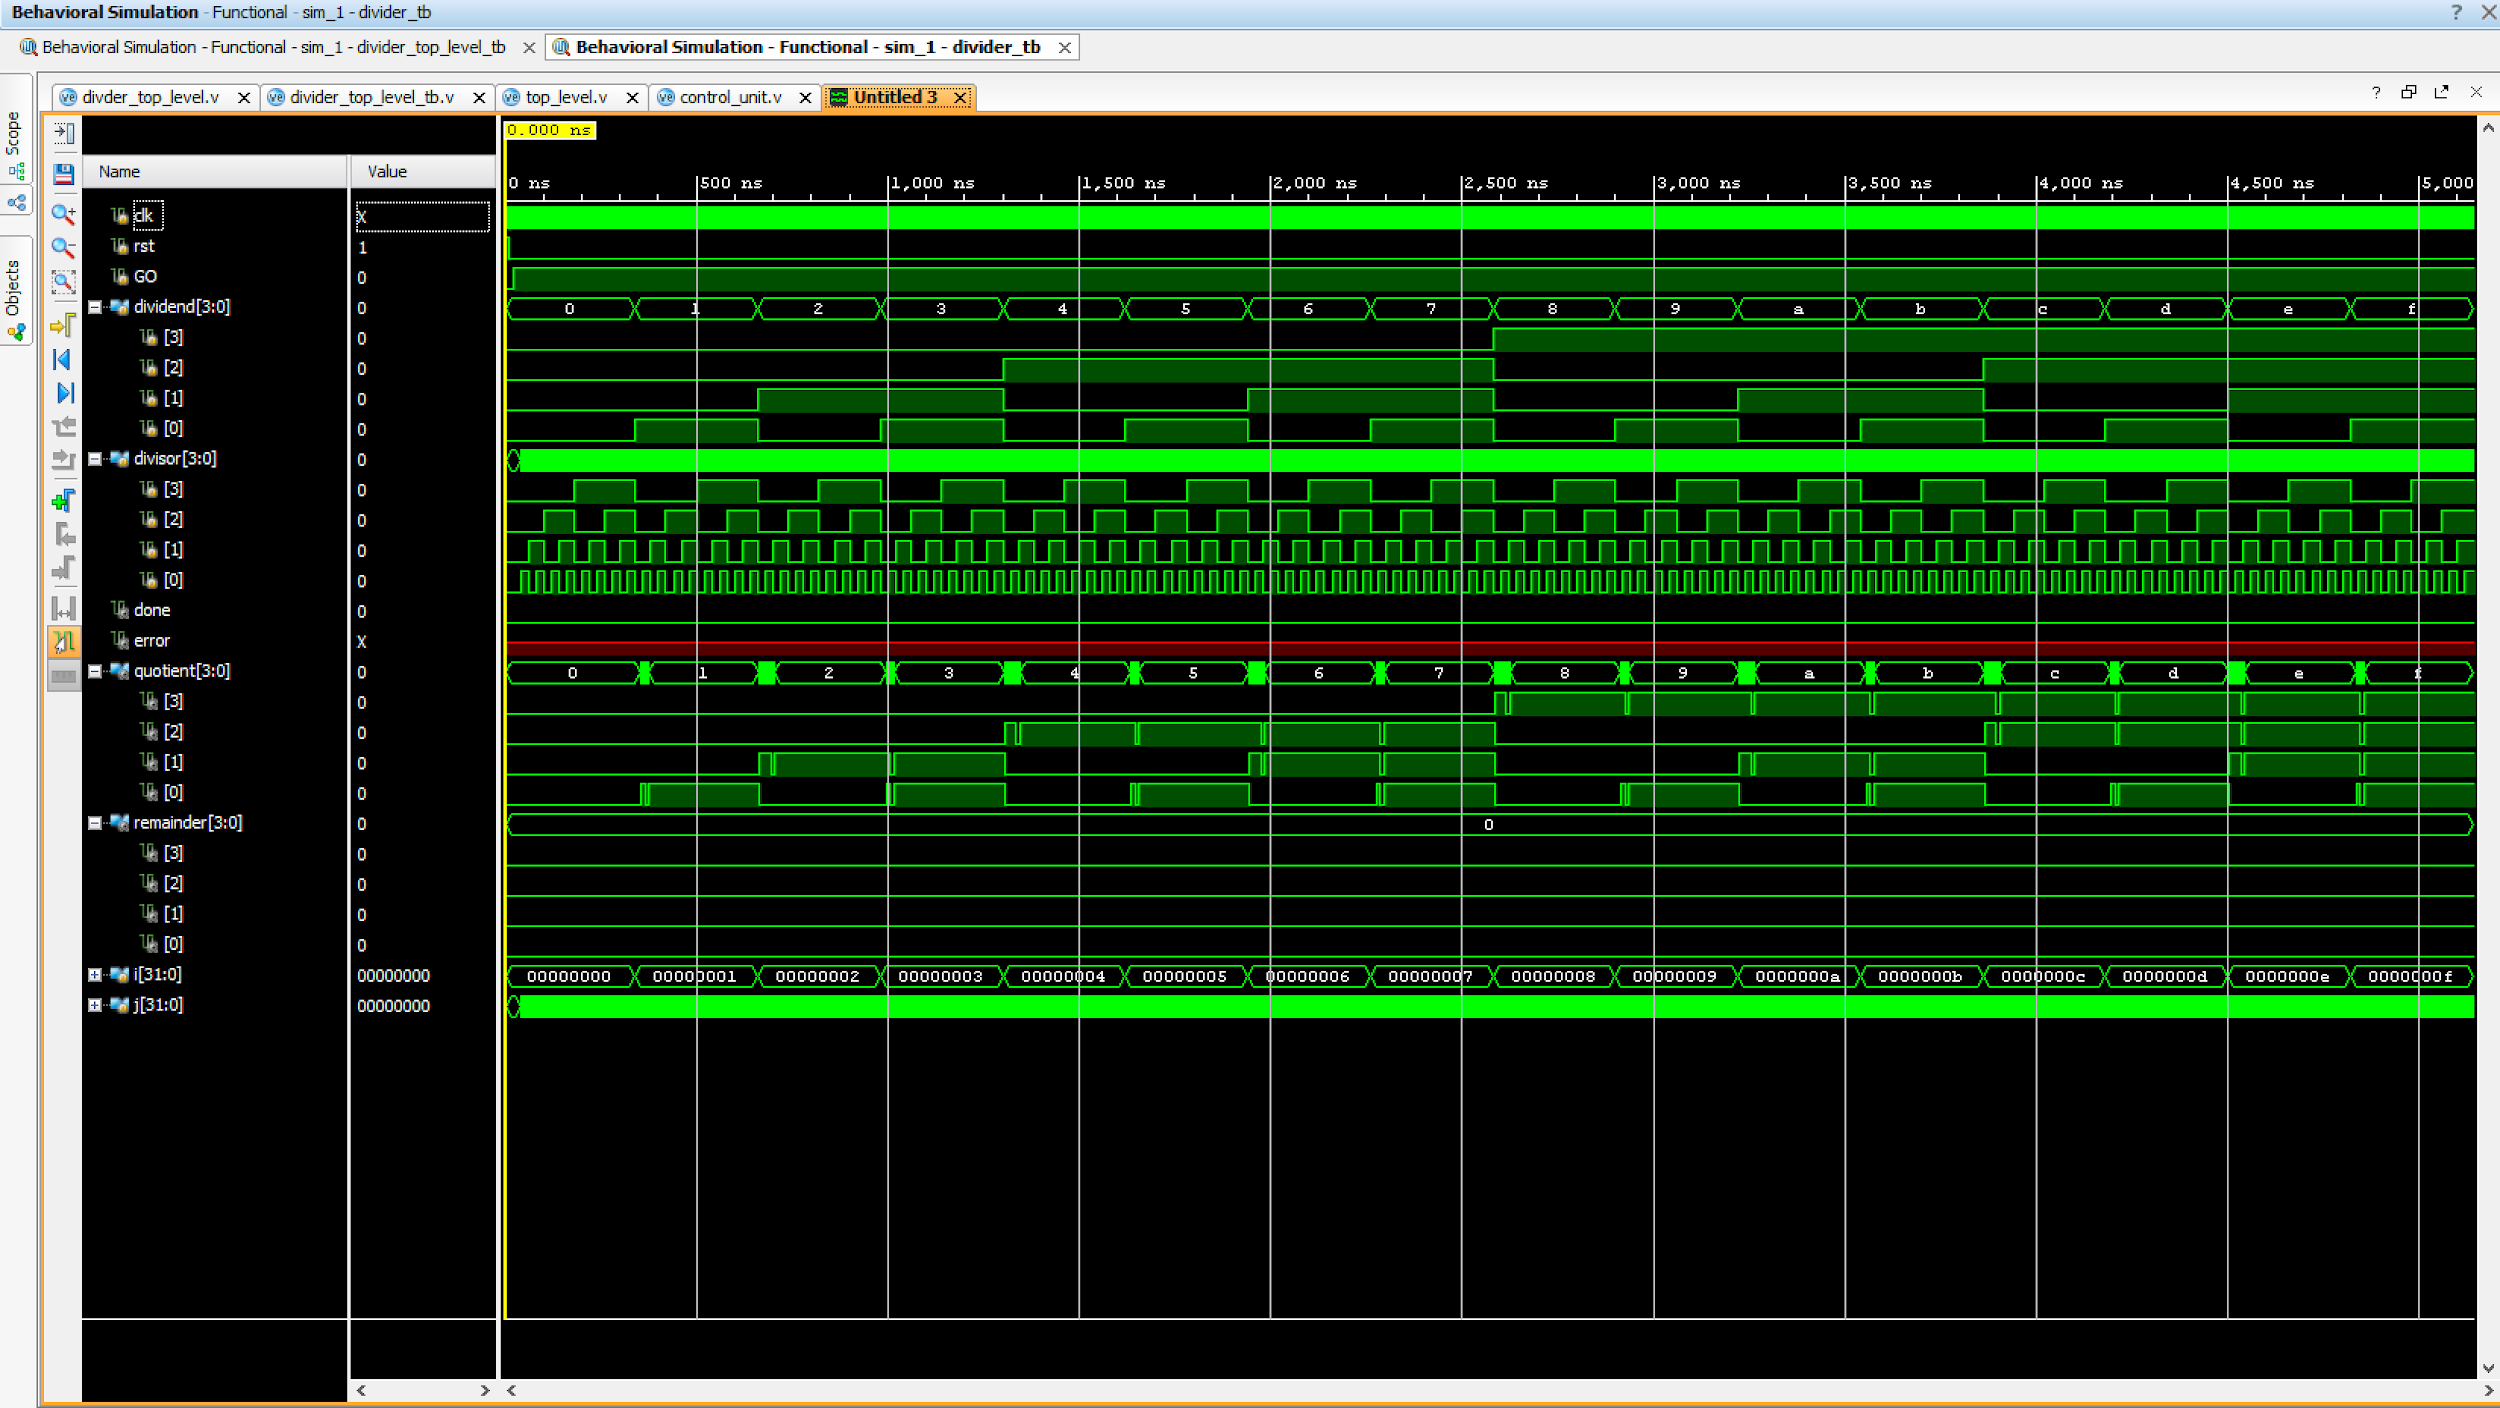 Behavioral Simulation - Functional - sim_1 - divider_tb
Behavioral Simulation - Functional - sim_1 - divider_top_level_tb
Behavioral Simulation - Functional - sim_1 - divider_tb
Scope
Objects
divder_top_level.v
divider_top_level_tb.v
top_level.v
control_unit.v
Untitled 3
0.000 ns
Name Value
0 ns 500 ns 1,000 ns 1,500 ns 2,000 ns 2,500 ns 3,000 ns 3,500 ns 4,000 ns 4,500 ns 5,000
clk X
rst 1
GO 0
dividend[3:0] 0 0 1 2 3 4 5 6 7 8 9 a b c d e f
[3] 0
[2] 0
[1] 0
[0] 0
divisor[3:0] 0
[3] 0
[2] 0
[1] 0
[0] 0
done 0
error X
quotient[3:0] 0 0 1 2 3 4 5 6 7 8 9 a b c d e f
[3] 0
[2] 0
[1] 0
[0] 0
remainder[3:0] 0 0
[3] 0
[2] 0
[1] 0
[0] 0
i[31:0] 00000000 00000000 00000001 00000002 00000003 00000004 00000005 00000006 00000007 00000008 00000009 0000000a 0000000b 0000000c 0000000d 0000000e 0000000f
j[31:0] 00000000